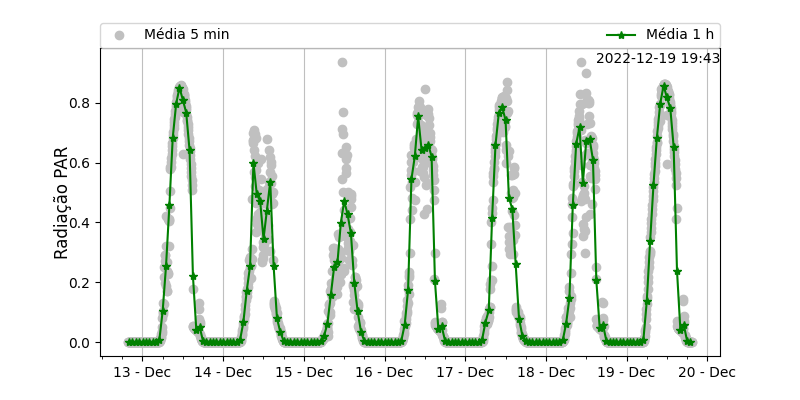 Média 5 min
Média 1 h
2022-12-19 19:43
Radiação PAR
0.8
0.6
0.4
0.2
0.0
13 - Dec
14 - Dec
15 - Dec
16 - Dec
17 - Dec
18 - Dec
19 - Dec
20 - Dec